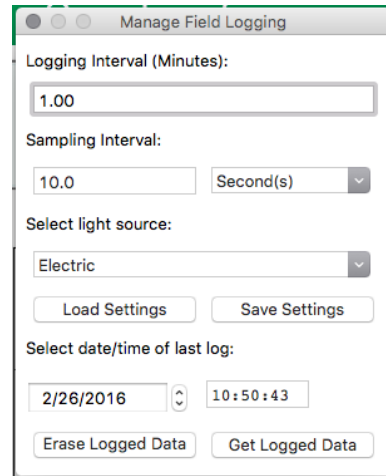 Manage Field Logging
Logging Interval (Minutes):
1.00
Sampling Interval:
10.0 Second(s)
Select light source:
Electric
Load Settings Save Settings
Select date/time of last log:
2/26/2016 10:50:43
Erase Logged Data Get Logged Data